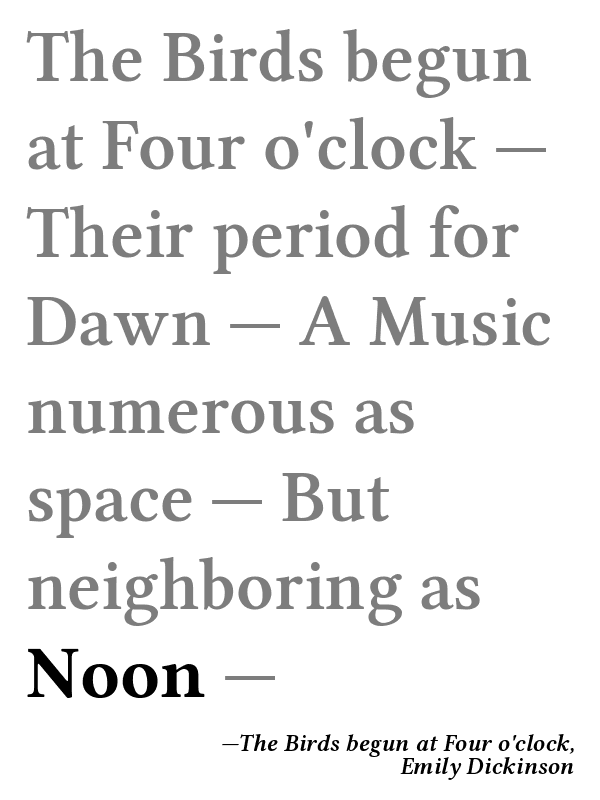 The Birds begun
at Four o'clock —
Their period for
Dawn — A Music
numerous as
space — But
neighboring as
Noon —
—The Birds begun at Four o'clock,
Emily Dickinson